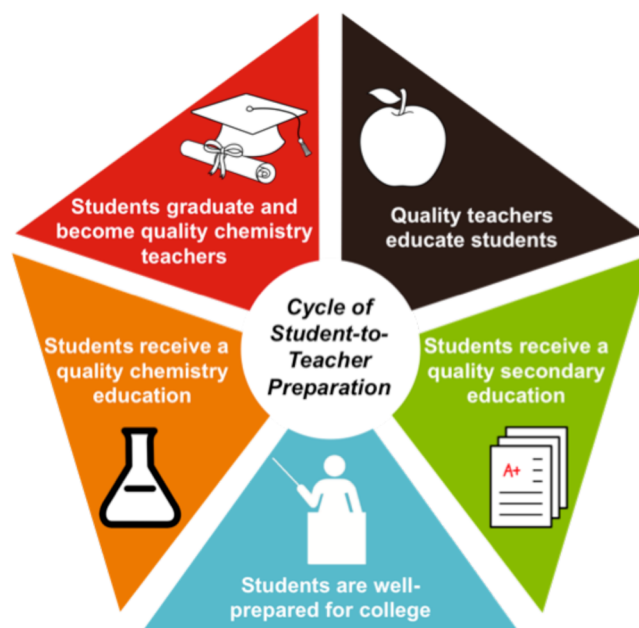 Students graduate and
become quality chemistry
teachers
Quality teachers
educate students
Cycle of
Student-to-
Teacher
Preparation
Students receive a
quality chemistry
education
Students receive a
quality secondary
education
A+
Students are well-
prepared for college